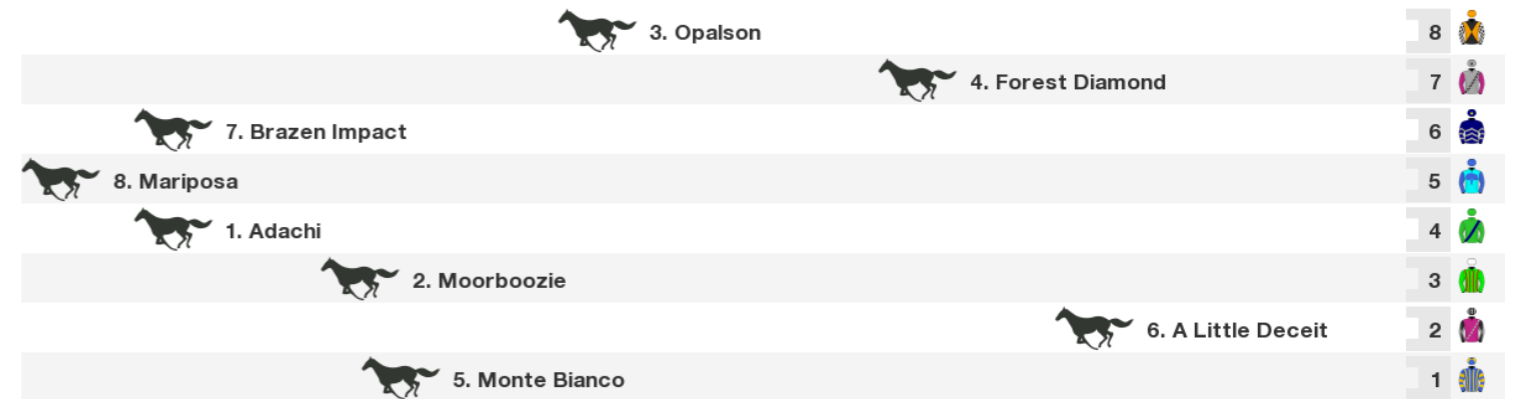 3. Opalson 8
4. Forest Diamond 7
7. Brazen Impact 6
8. Mariposa 5
1. Adachi 4
2. Moorboozie 3
6. A Little Deceit 2
5. Monte Bianco 1